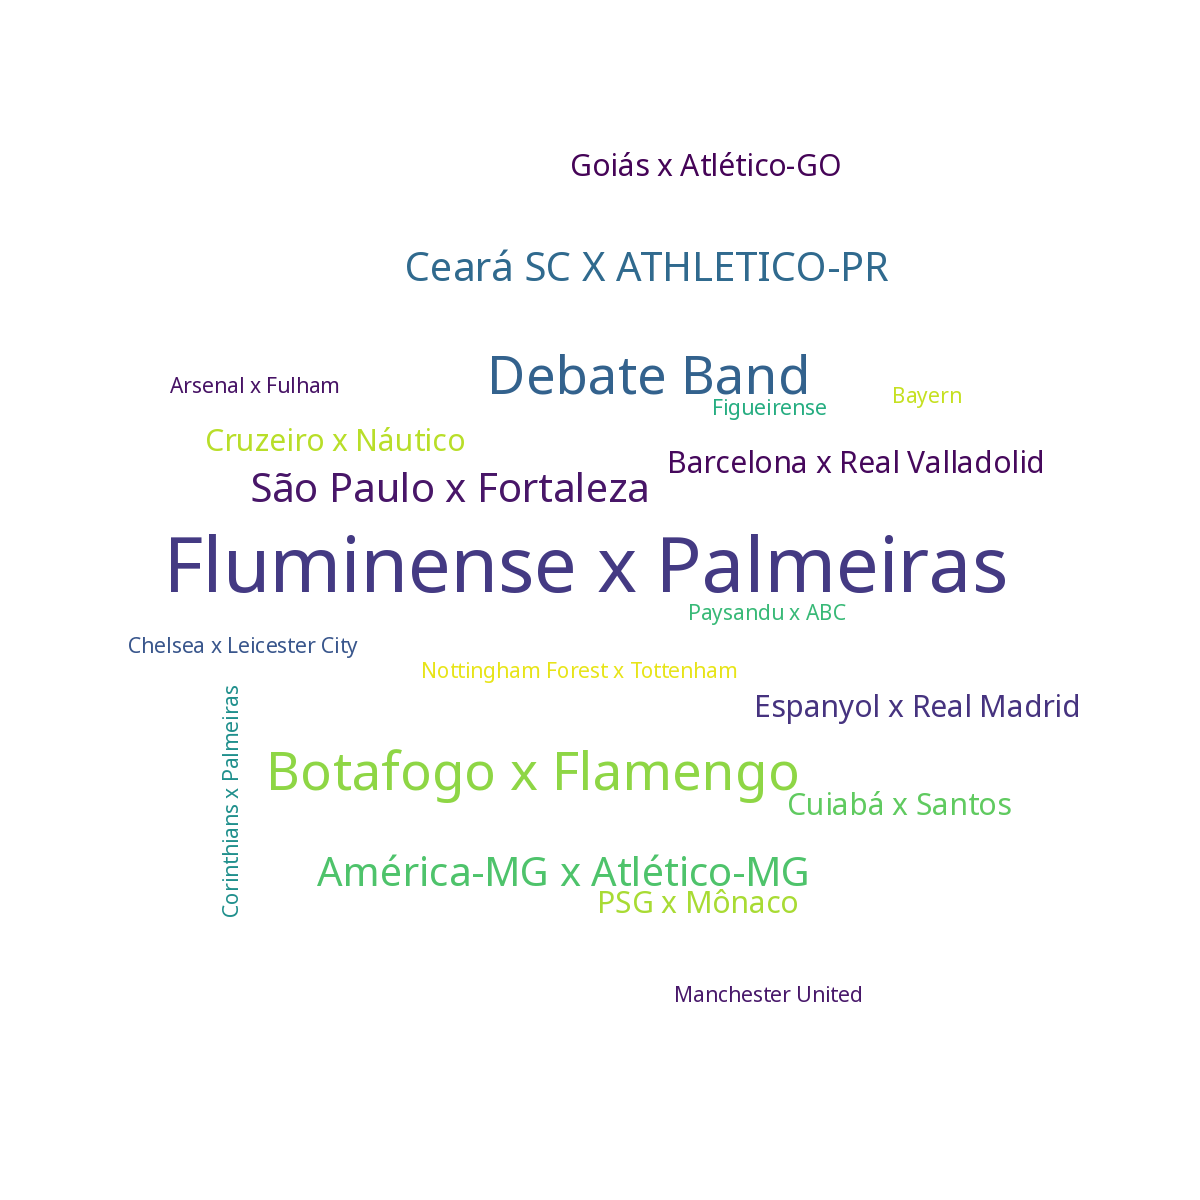 Goiás x Atlético-GO
Ceará SC X ATHLETICO-PR
Debate Band
Arsenal x Fulham
Bayern
Figueirense
Cruzeiro x Náutico
Barcelona x Real Valladolid
São Paulo x Fortaleza
Fluminense x Palmeiras
Paysandu x ABC
Chelsea x Leicester City
Nottingham Forest x Tottenham
Espanyol x Real Madrid
Corinthians x Palmeiras
Botafogo x Flamengo
Cuiabá x Santos
América-MG x Atlético-MG
PSG x Mônaco
Manchester United